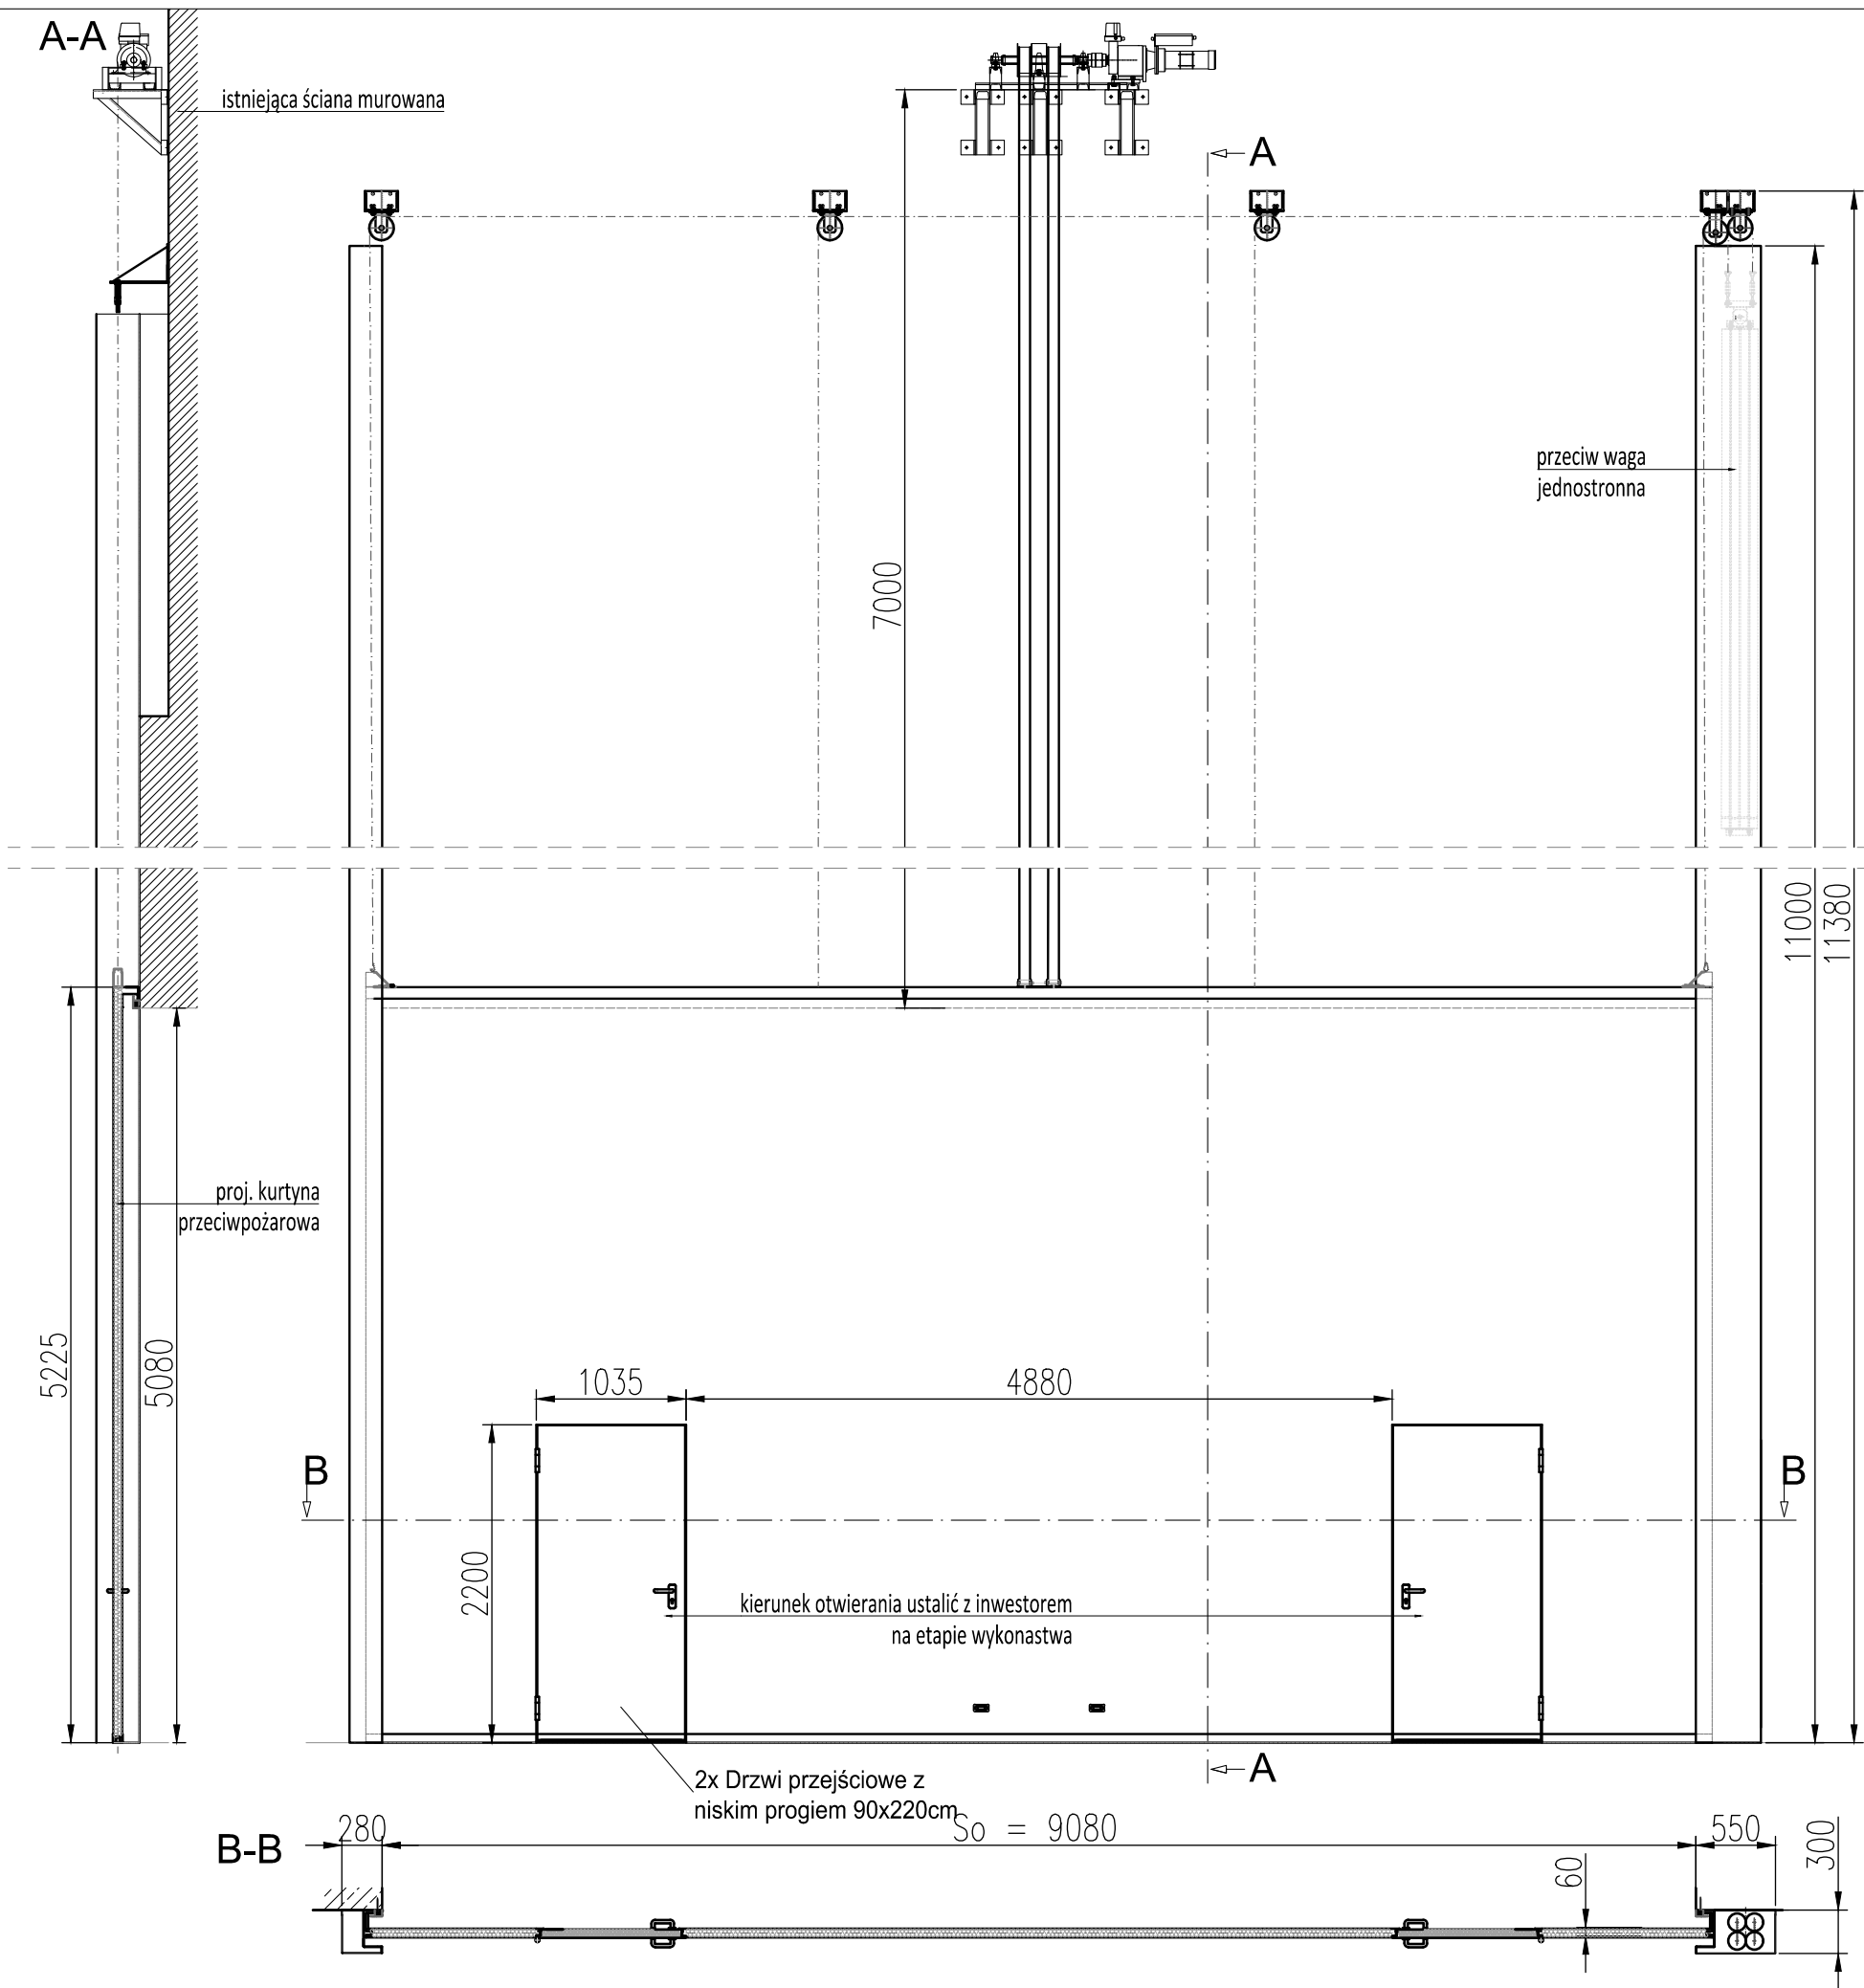 A-A
istniejąca ściana murowana
A
przeciw waga
jednostronna
7000
11000
11380
proj. kurtyna
przeciwpożarowa
5225
5080
1035
4880
B
B
2200
kierunek otwierania ustalić z inwestorem
na etapie wykonastwa
A
2x Drzwi przejściowe z
niskim progiem 90x220cm
B-B
280
So = 9080
550
300
60